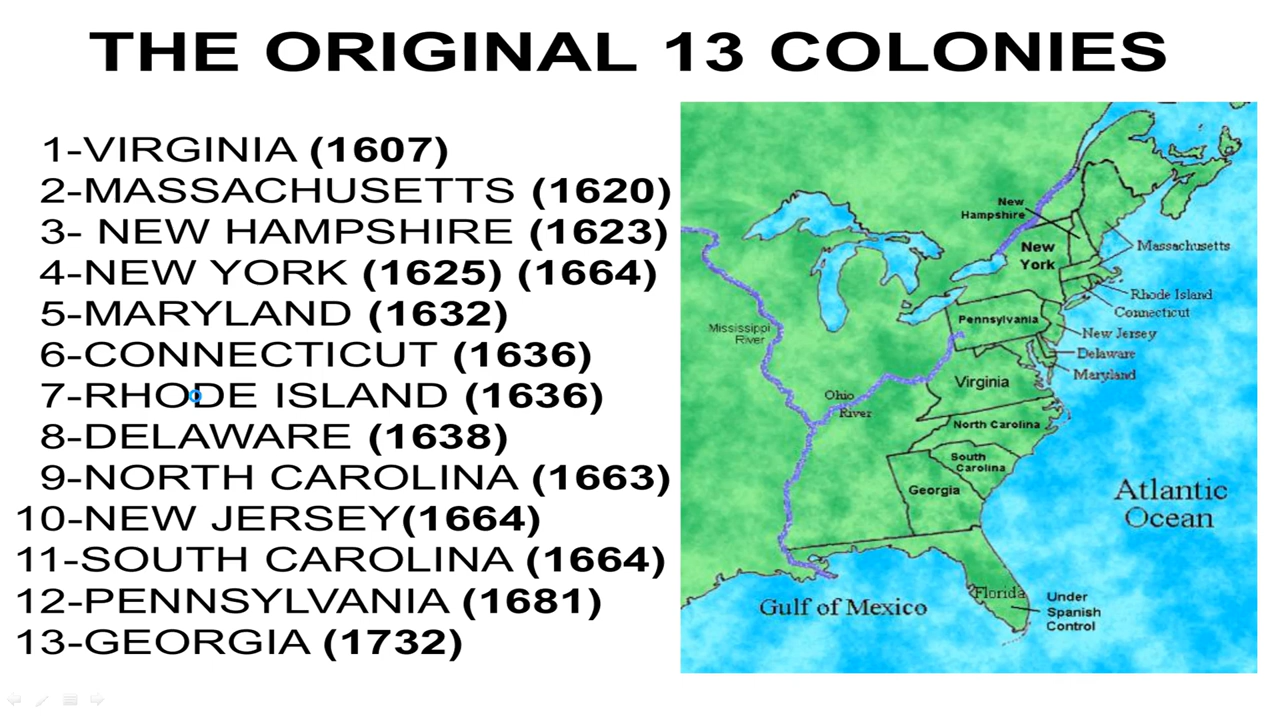 THE ORIGINAL 13 COLONIES
1-VIRGINIA (1607)
2-MASSACHUSETTS (1620)
3- NEW HAMPSHIRE (1623)
4-NEW YORK (1625) (1664)
5-MARYLAND (1632)
6-CONNECTICUT (1636)
7-RHODE ISLAND (1636)
8-DELAWARE (1638)
9-NORTH CAROLINA (1663)
10-NEW JERSEY(1664)
11-SOUTH CAROLINA (1664)
12-PENNSYLVANIA (1681)
13-GEORGIA (1732)
New
Hampshire
New
York
Massachusetts
Rhode Island
Connecticut
Pennsylvania
New Jersey
Delaware
Maryland
Mississippi
River
Virginia
Ohio
River
North Carolina
South
Carolina
Georgia
Atlantic
Ocean
Florida
Under
Spanish
Control
Gulf of Mexico